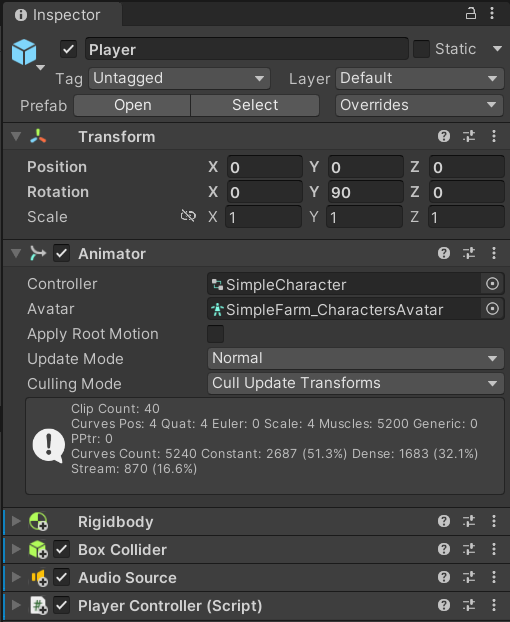 Inspector
Player Static
Tag Untagged Layer Default
Prefab Open Select Overrides
Transform
Position X 0 Y 0 Z 0
Rotation X 0 Y 90 Z 0
Scale X 1 Y 1 Z 1
Animator
Controller SimpleCharacter
Avatar SimpleFarm_CharactersAvatar
Apply Root Motion
Update Mode Normal
Culling Mode Cull Update Transforms
Clip Count: 40
Curves Pos: 4 Quat: 4 Euler: 0 Scale: 4 Muscles: 5200 Generic: 0
PPtr: 0
Curves Count: 5240 Constant: 2687 (51.3%) Dense: 1683 (32.1%)
Stream: 870 (16.6%)
Rigidbody
Box Collider
Audio Source
Player Controller (Script)